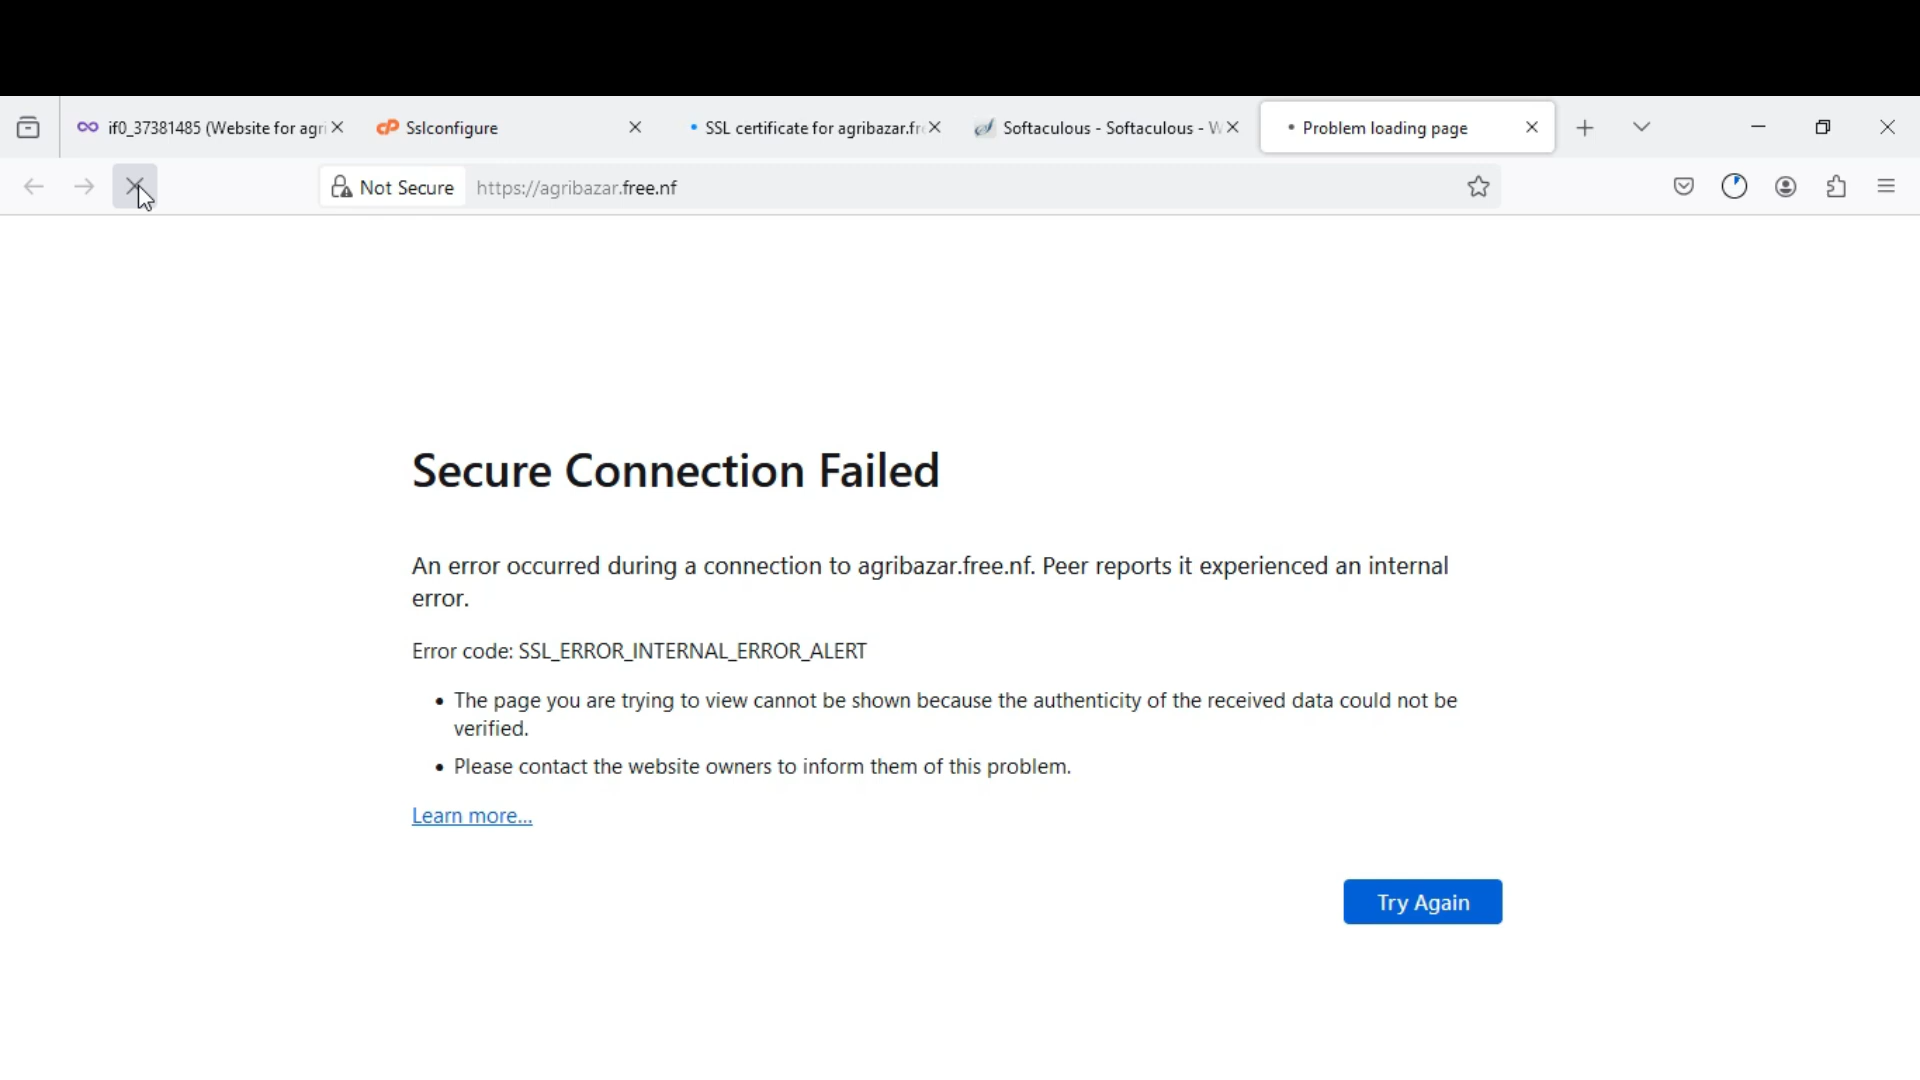 if0_37381485 (Website for agri
Sslconfigure
SSL certificate for agribazar.fr
Softaculous - Softaculous - W
Problem loading page
Not Secure
https://agribazar.free.nf
Secure Connection Failed
An error occurred during a connection to agribazar.free.nf. Peer reports it experienced an internal
error.
Error code: SSL_ERROR_INTERNAL_ERROR_ALERT
• The page you are trying to view cannot be shown because the authenticity of the received data could not be
verified.
• Please contact the website owners to inform them of this problem.
Learn more...
Try Again